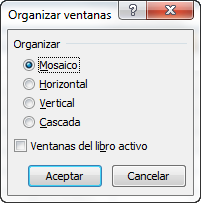 Organizar ventanas
?
Organizar
Mosaico
Horizontal
Vertical
Cascada
Ventanas del libro activo
Aceptar
Cancelar